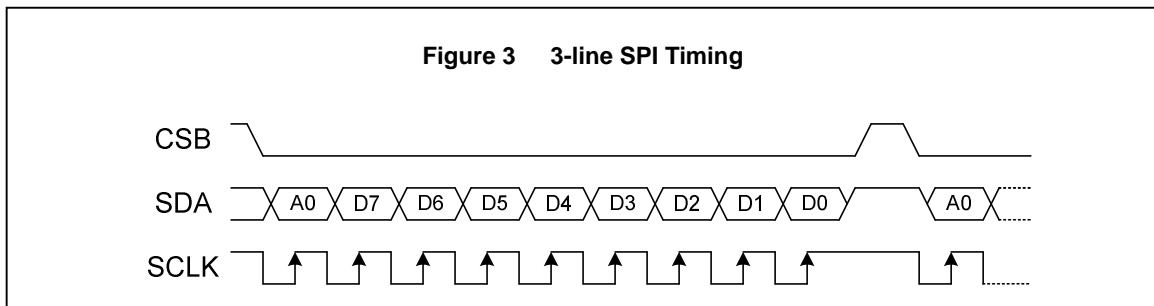 Figure 3 3-line SPI Timing
CSB
SDA A0 D7 D6 D5 D4 D3 D2 D1 D0 A0
SCLK